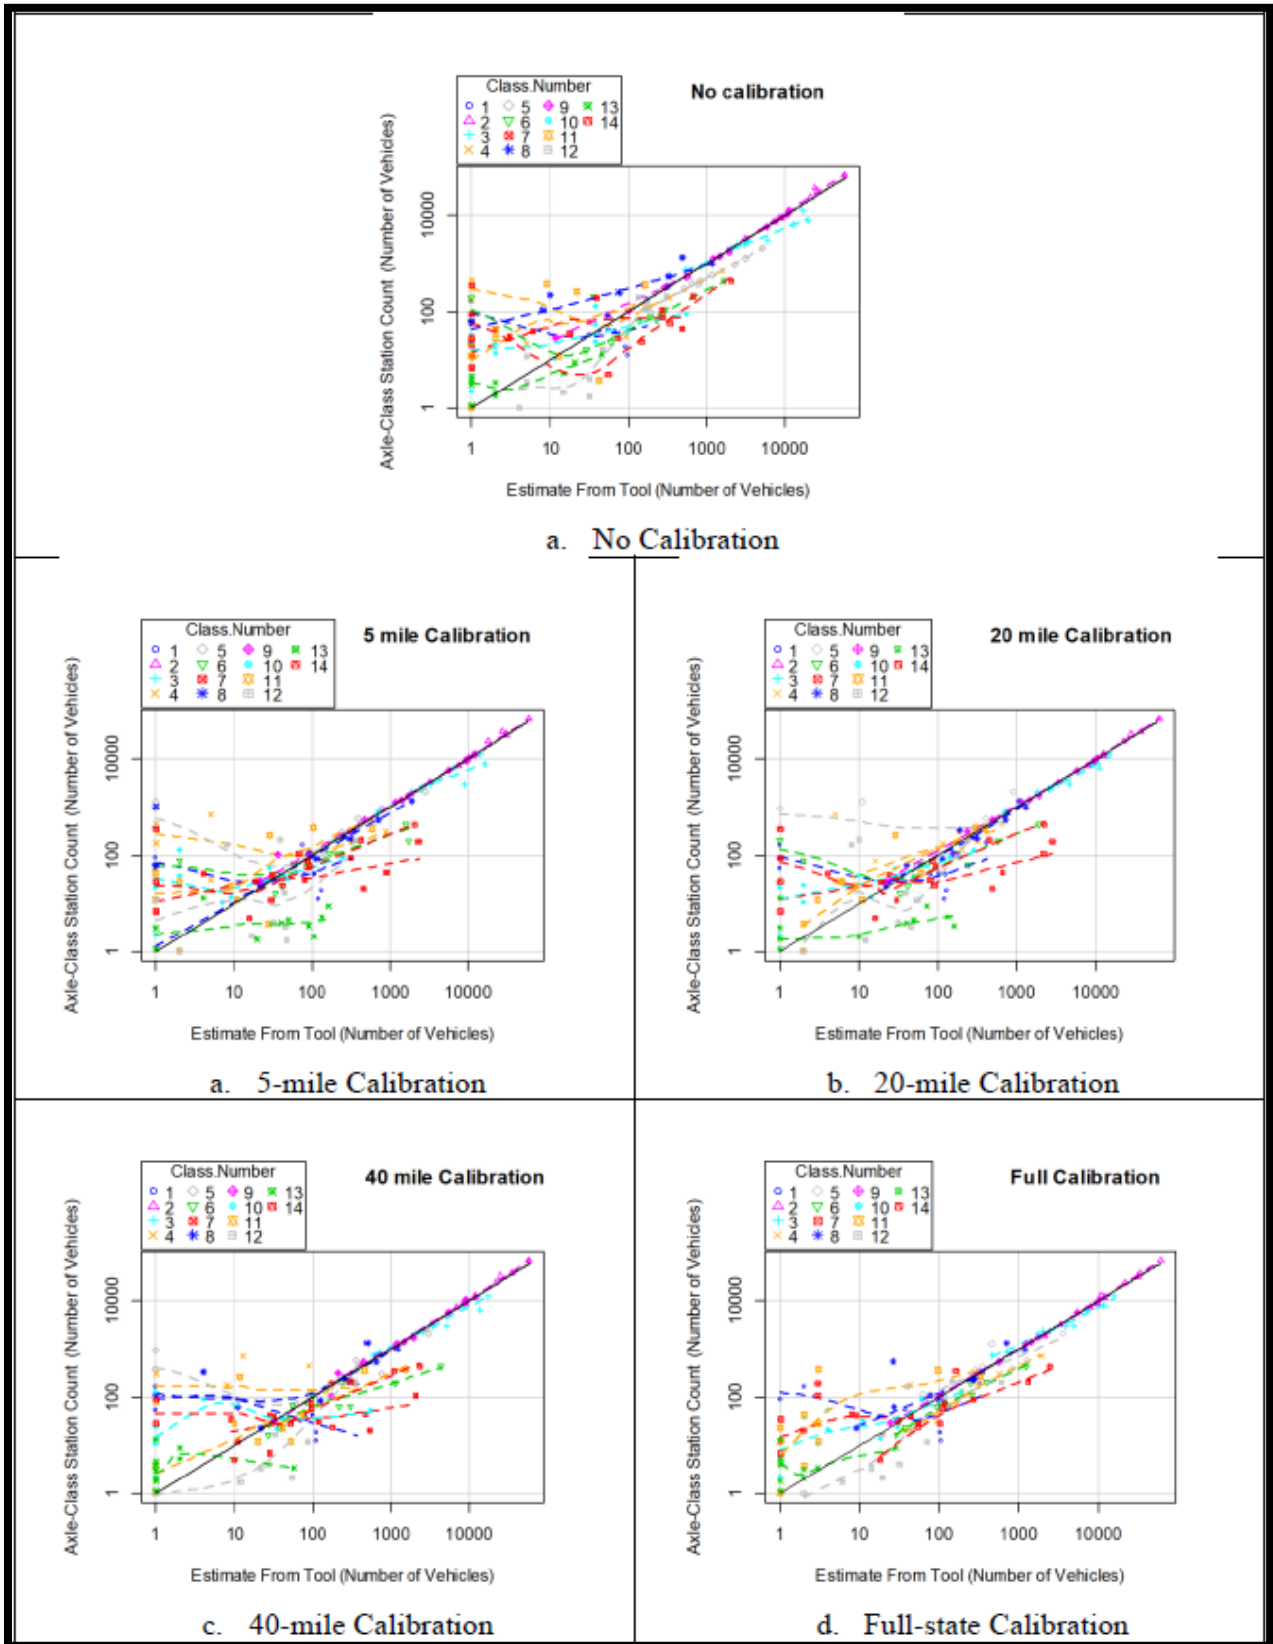 Class.Number
1 5 9 13
2 6 10 14
3 7 11
4 8 12
No calibration
Axle-Class Station Count (Number of Vehicles)
10000
100
1
1 10 100 1000 10000
Estimate From Tool (Number of Vehicles)
a. No Calibration
Class.Number
1 5 9 13
2 6 10 14
3 7 11
4 8 12
5 mile Calibration
Axle-Class Station Count (Number of Vehicles)
10000
100
1
1 10 100 1000 10000
Estimate From Tool (Number of Vehicles)
a. 5-mile Calibration
Class.Number
1 5 9 13
2 6 10 14
3 7 11
4 8 12
20 mile Calibration
Axle-Class Station Count (Number of Vehicles)
10000
100
1
1 10 100 1000 10000
Estimate From Tool (Number of Vehicles)
b. 20-mile Calibration
Class.Number
1 5 9 13
2 6 10 14
3 7 11
4 8 12
40 mile Calibration
Axle-Class Station Count (Number of Vehicles)
10000
100
1
1 10 100 1000 10000
Estimate From Tool (Number of Vehicles)
c. 40-mile Calibration
Class.Number
1 5 9 13
2 6 10 14
3 7 11
4 8 12
Full Calibration
Axle-Class Station Count (Number of Vehicles)
10000
100
1
1 10 100 1000 10000
Estimate From Tool (Number of Vehicles)
d. Full-state Calibration